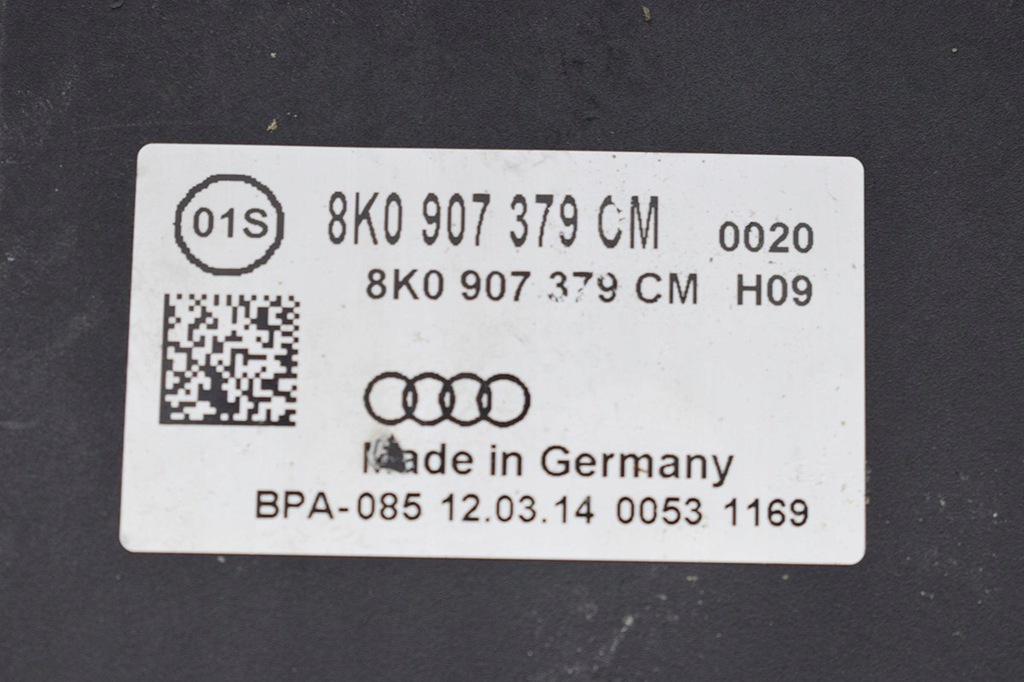 01S 8K0 907 379 CM 0020
8K0 907 379 CM H09
Made in Germany
BPA-085 12.03.14 0053 1169